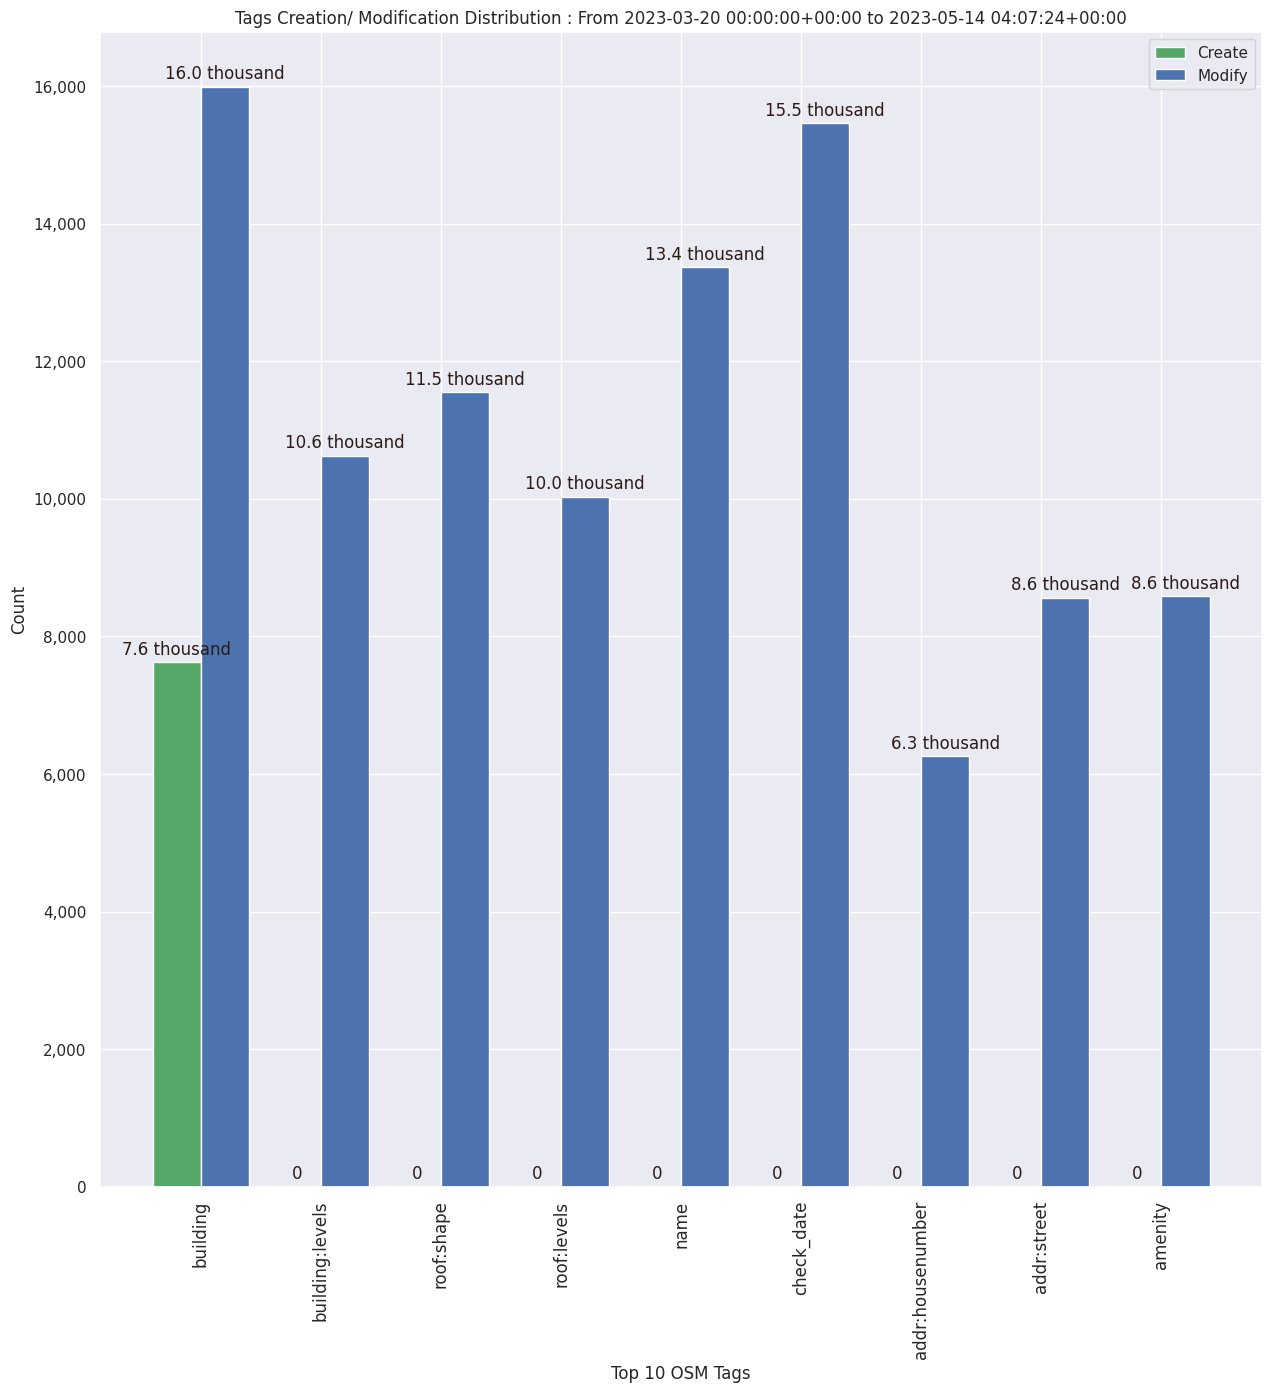 Tags Creation/ Modification Distribution : From 2023-03-20 00:00:00+00:00 to 2023-05-14 04:07:24+00:00
Create
Modify
16,000
14,000
12,000
10,000
8,000
6,000
4,000
2,000
0
Count
7.6 thousand
16.0 thousand
0
10.6 thousand
0
11.5 thousand
0
10.0 thousand
0
13.4 thousand
0
15.5 thousand
0
6.3 thousand
0
8.6 thousand
0
8.6 thousand
building
building:levels
roof:shape
roof:levels
name
check_date
addr:housenumber
addr:street
amenity
Top 10 OSM Tags